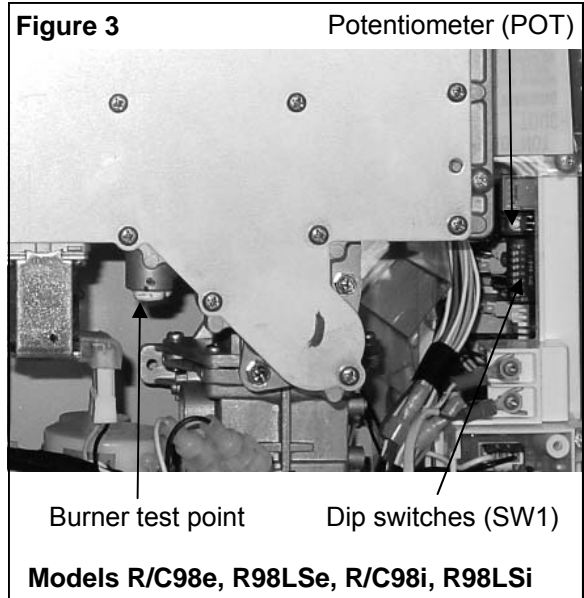 Figure 3
Potentiometer (POT)
Burner test point
Dip switches (SW1)
Models R/C98e, R98LSe, R/C98i, R98LSi